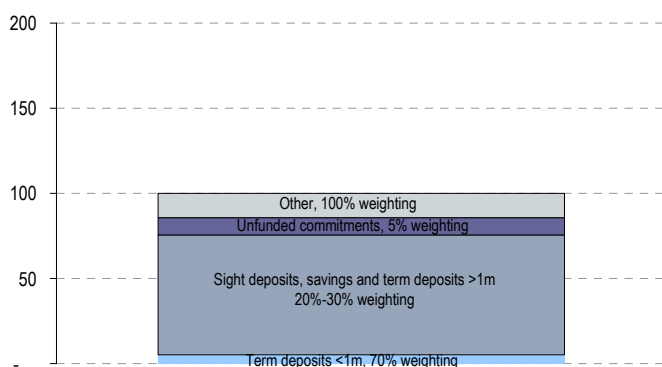 200
150
100
Other, 100% weighting
Unfunded commitments, 5% weighting
50
Sight deposits, savings and term deposits >1m
20%-30% weighting
Term deposits <1m, 70% weighting
-